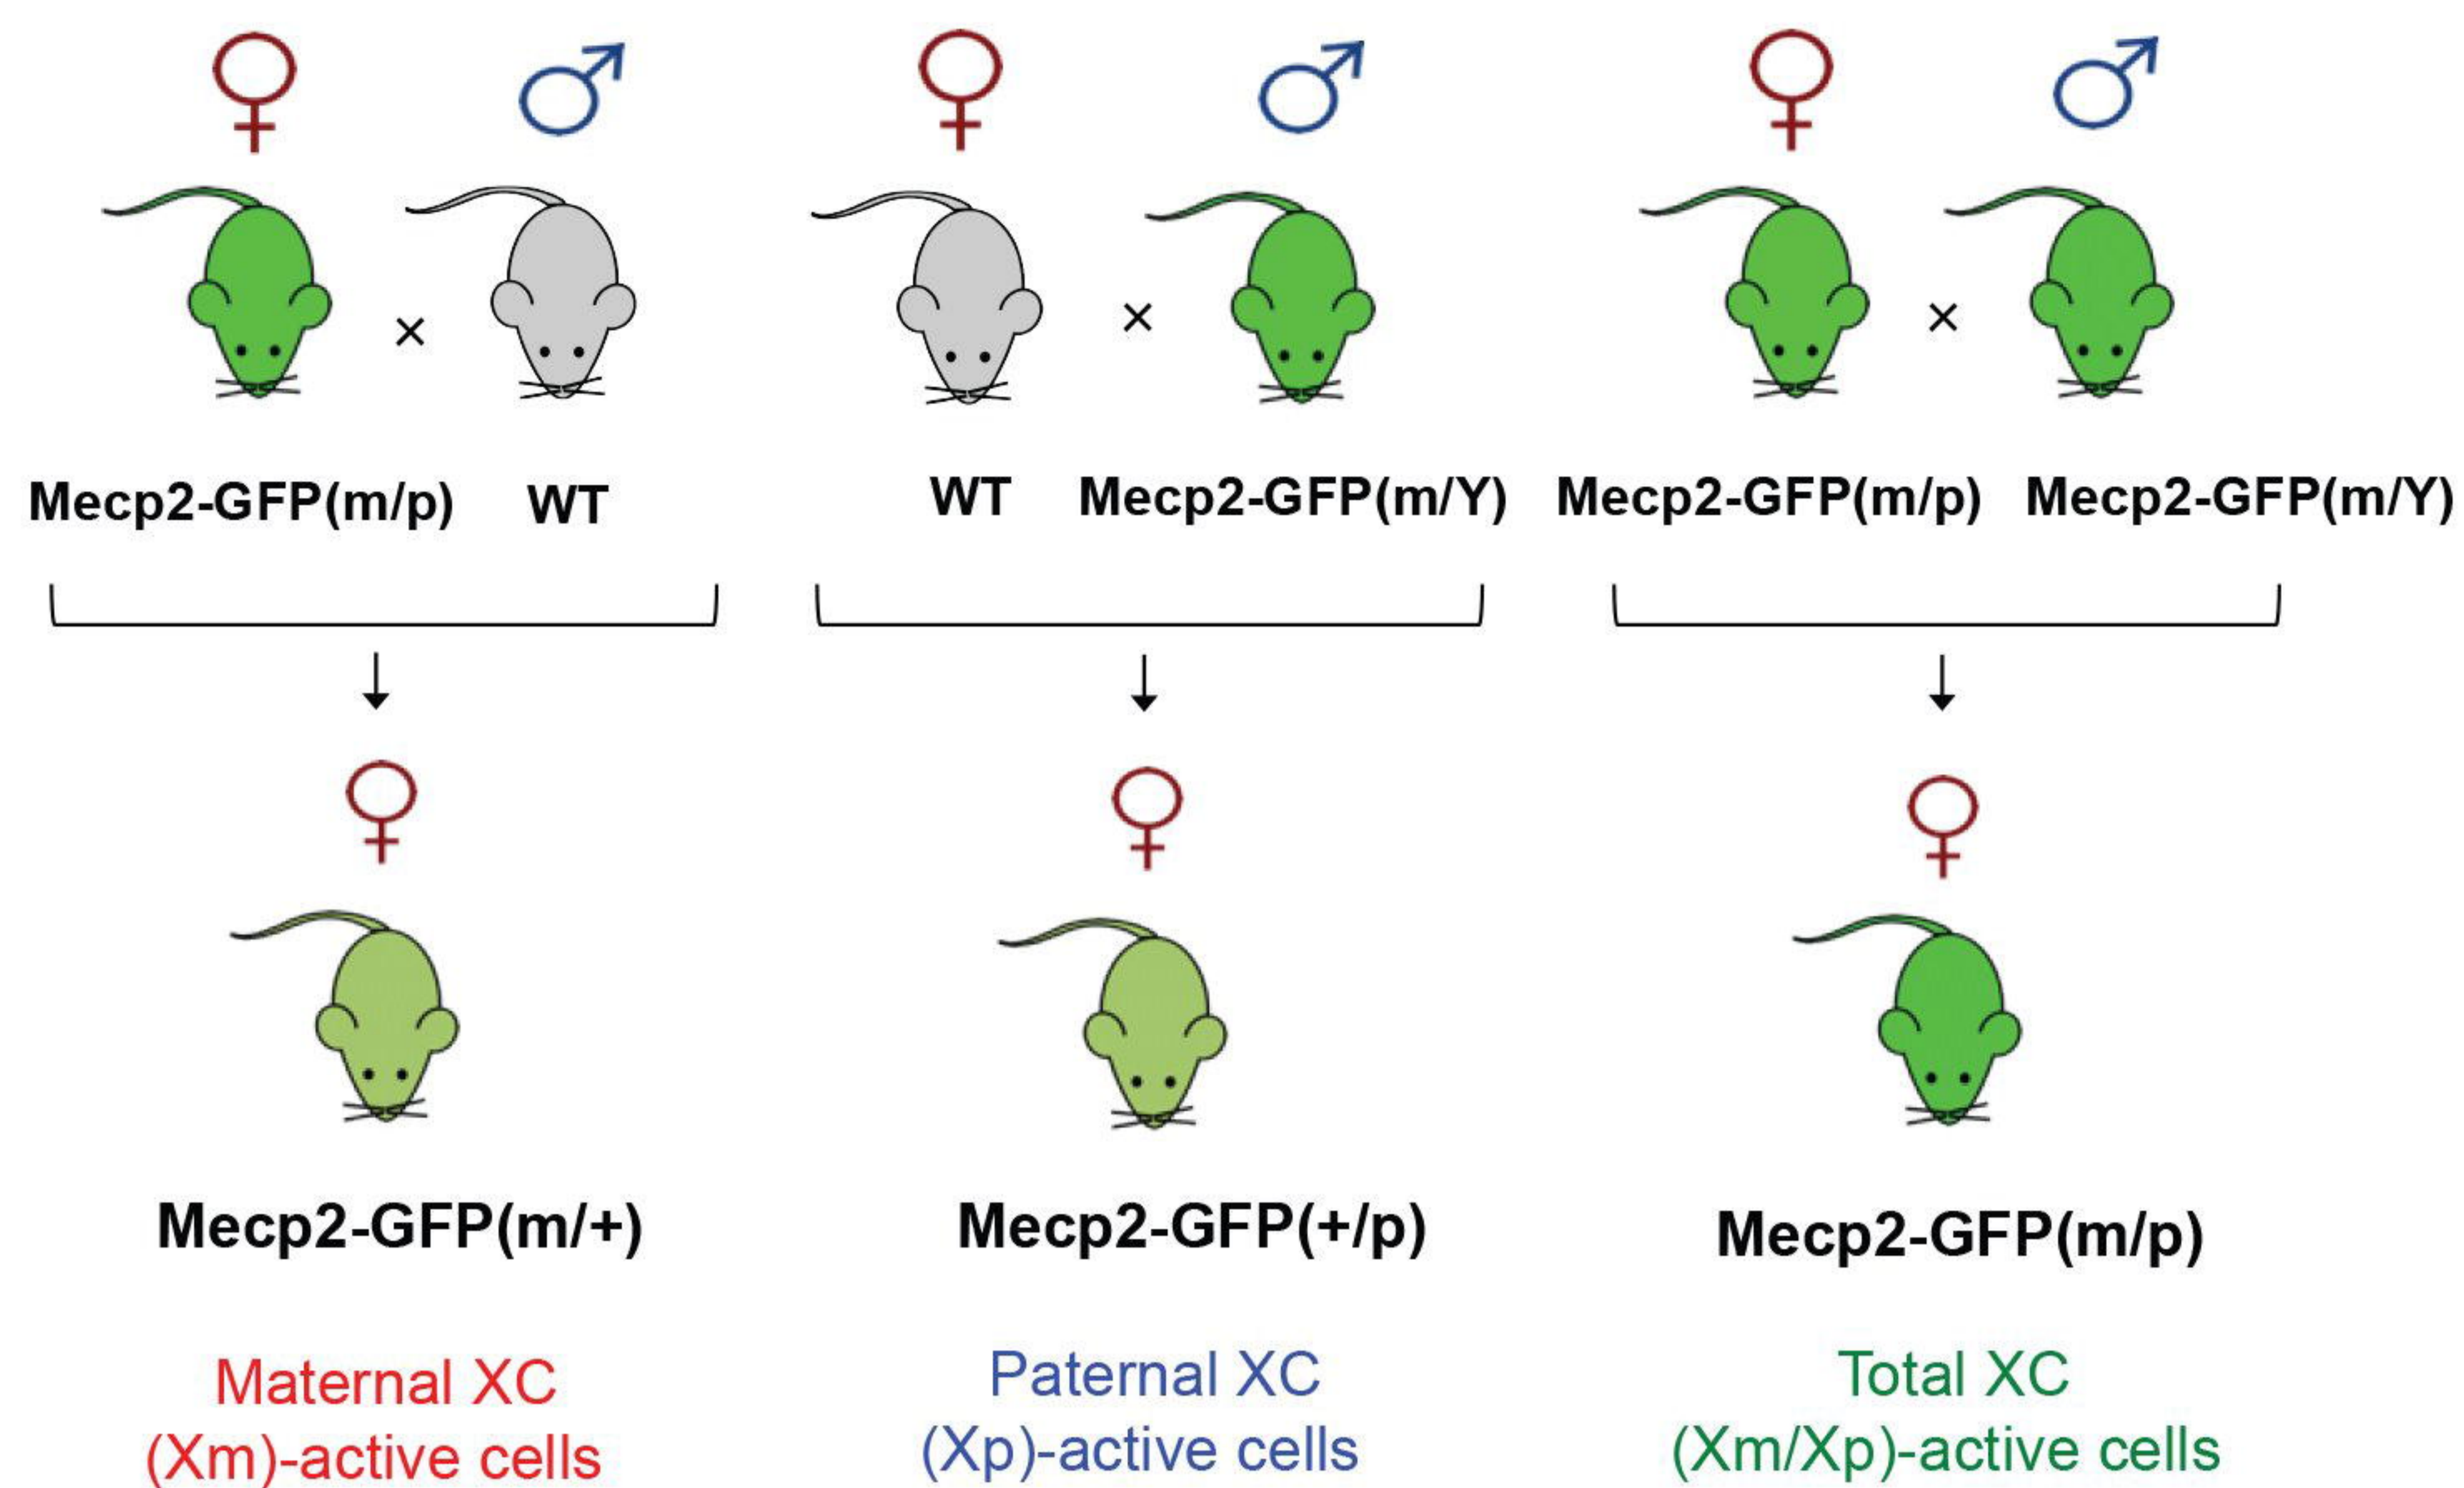 × × ×
Mecp2-GFP(m/p) WT WT Mecp2-GFP(m/Y) Mecp2-GFP(m/p) Mecp2-GFP(m/Y)
Mecp2-GFP(m/+) Mecp2-GFP(+/p) Mecp2-GFP(m/p)
Maternal XC
(Xm)-active cells
Paternal XC
(Xp)-active cells
Total XC
(Xm/Xp)-active cells